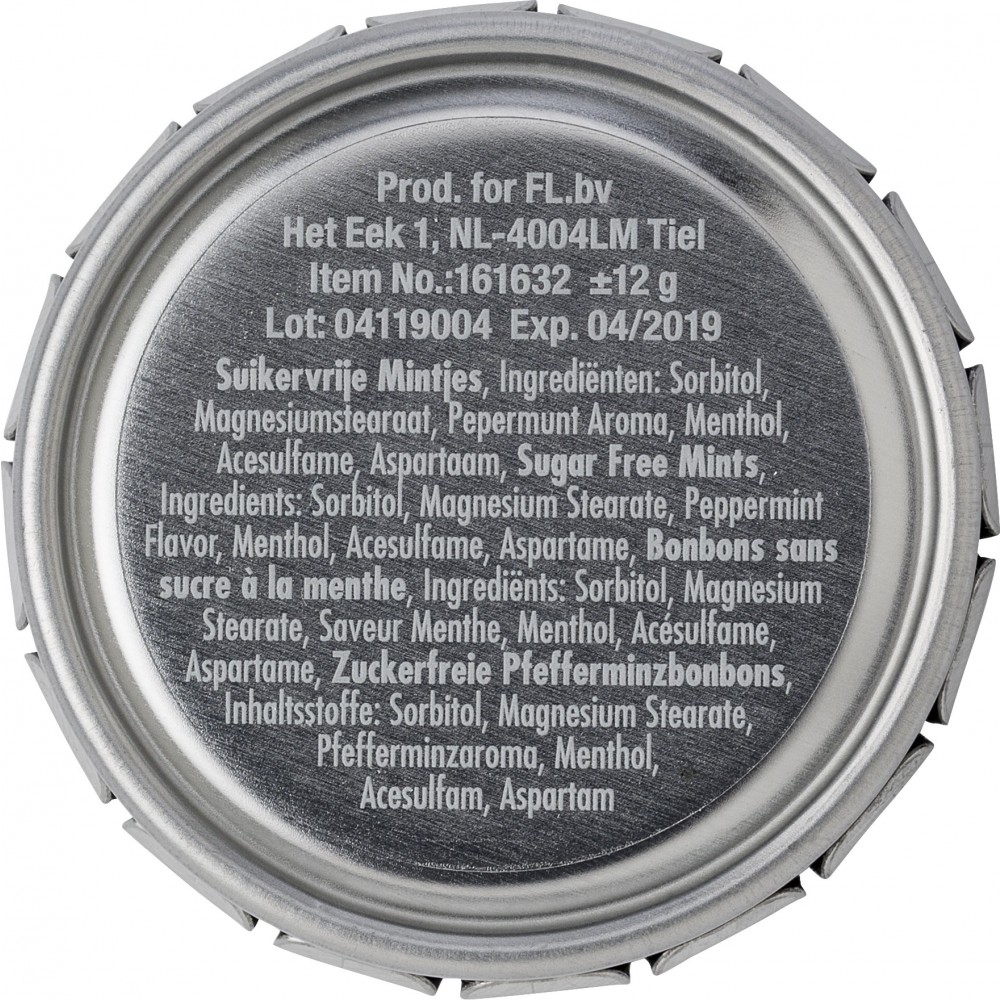 Prod. for FL.bv
Het Eek 1, NL-4004LM Tiel
Item No.:161632 ±12 g
Lot: 04119004 Exp. 04/2019
Suikervrije Mintjes, Ingrediënten: Sorbitol,
Magnesiumstearaat, Pepermunt Aroma, Menthol,
Acesulfame, Aspartaam, Sugar Free Mints,
Ingredients: Sorbitol, Magnesium Stearate, Peppermint
Flavor, Menthol, Acesulfame, Aspartame, Bonbons sans
sucre à la menthe, Ingrediënts: Sorbitol, Magnesium
Stearate, Saveur Menthe, Menthol, Acésulfame,
Aspartame, Zuckerfreie Pfefferminzbonbons,
Inhaltsstoffe: Sorbitol, Magnesium Stearate,
Pfefferminzaroma, Menthol,
Acesulfam, Aspartam